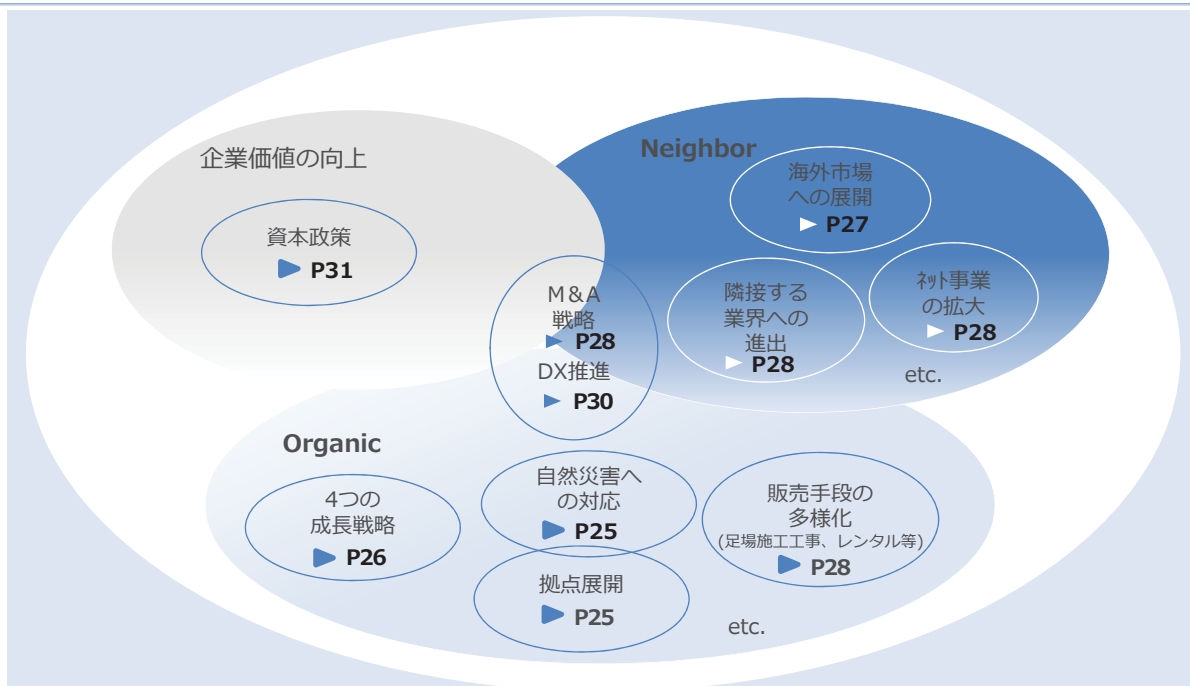 企業価値の向上
資本政策
P31
Neighbor
海外市場
への展開
P27
ﾈｯﾄ事業
の拡大
P28
隣接する
業界への
進出
P28
etc.
M＆A
戦略
P28
DX推進
P30
Organic
4つの
成長戦略
P26
自然災害へ
の対応
P25
拠点展開
P25
販売手段の
多様化
(足場施工工事、レンタル等)
P28
etc.